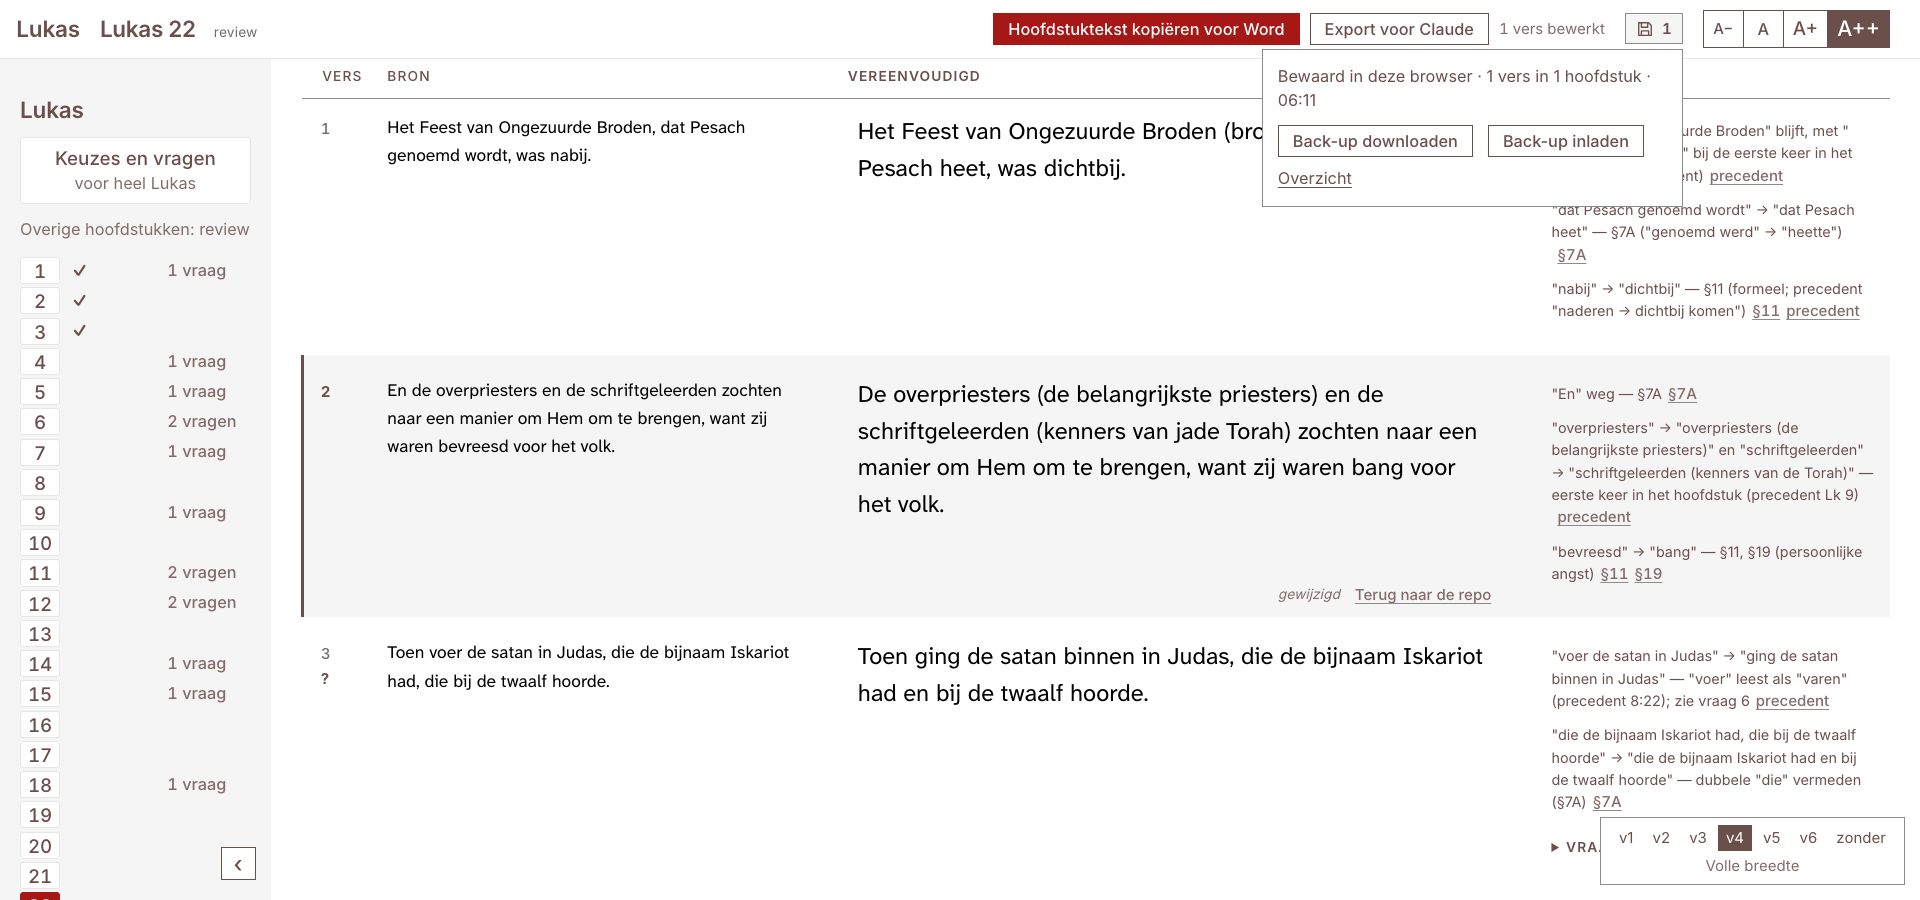 Lukas Lukas 22 review
Hoofdstuktekst kopiëren voor Word Export voor Claude 1 vers bewerkt 1 A− A A+ A++
Bewaard in deze browser · 1 vers in 1 hoofdstuk ·
06:11
Back-up downloaden Back-up inladen
Overzicht
Lukas
Keuzes en vragen
voor heel Lukas
Overige hoofdstukken: review
1 ✓ 1 vraag
2 ✓
3 ✓
4 1 vraag
5 1 vraag
6 2 vragen
7 1 vraag
8
9 1 vraag
10
11 2 vragen
12 2 vragen
13
14 1 vraag
15 1 vraag
16
17
18 1 vraag
19
20
21
‹
VERS BRON VEREENVOUDIGD
1
Het Feest van Ongezuurde Broden, dat Pesach
genoemd wordt, was nabij.
Het Feest van Ongezuurde Broden (bro
Pesach heet, was dichtbij.
urde Broden" blijft, met "
" bij de eerste keer in het
nt) precedent
"dat Pesach genoemd wordt" → "dat Pesach
heet" — §7A ("genoemd werd" → "heette")
§7A
"nabij" → "dichtbij" — §11 (formeel; precedent
"naderen → dichtbij komen") §11 precedent
2
En de overpriesters en de schriftgeleerden zochten
naar een manier om Hem om te brengen, want zij
waren bevreesd voor het volk.
De overpriesters (de belangrijkste priesters) en de
schriftgeleerden (kenners van jade Torah) zochten naar een
manier om Hem om te brengen, want zij waren bang voor
het volk.
gewijzigd Terug naar de repo
"En" weg — §7A §7A
"overpriesters" → "overpriesters (de
belangrijkste priesters)" en "schriftgeleerden"
→ "schriftgeleerden (kenners van de Torah)" —
eerste keer in het hoofdstuk (precedent Lk 9)
precedent
"bevreesd" → "bang" — §11, §19 (persoonlijke
angst) §11 §19
3
?
Toen voer de satan in Judas, die de bijnaam Iskariot
had, die bij de twaalf hoorde.
Toen ging de satan binnen in Judas, die de bijnaam Iskariot
had en bij de twaalf hoorde.
"voer de satan in Judas" → "ging de satan
binnen in Judas" — "voer" leest als "varen"
(precedent 8:22); zie vraag 6 precedent
"die de bijnaam Iskariot had, die bij de twaalf
hoorde" → "die de bijnaam Iskariot had en bij
de twaalf hoorde" — dubbele "die" vermeden
(§7A) §7A
▶ VRA
v1 v2 v3 v4 v5 v6 zonder
Volle breedte